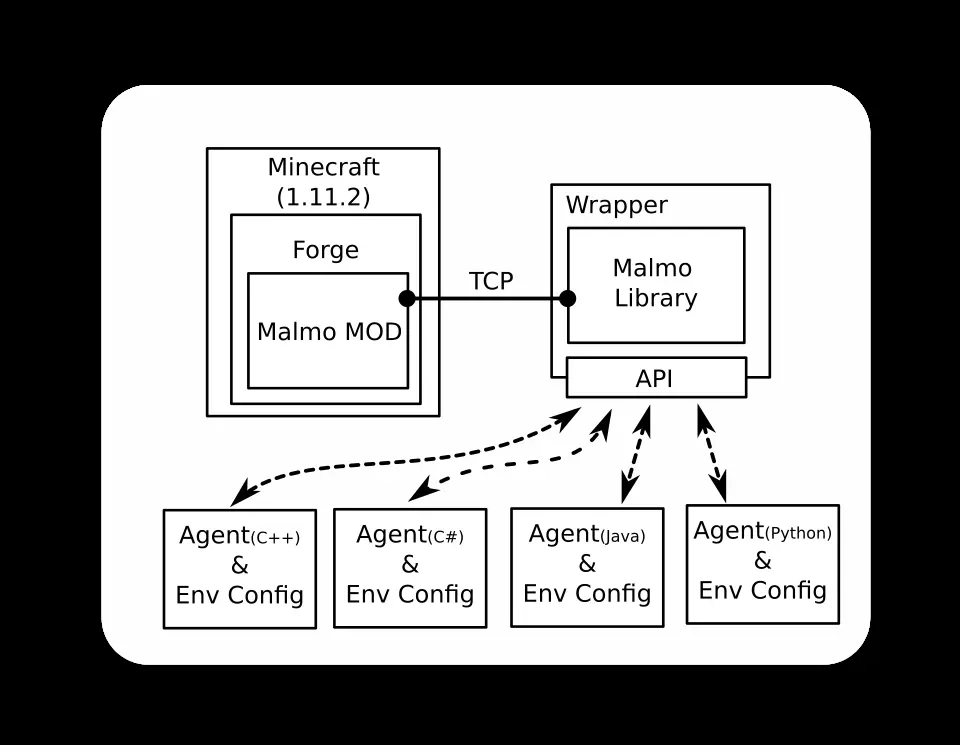 Minecraft
(1.11.2)
Forge
Malmo MOD
TCP
Wrapper
Malmo
Library
API
Agent(C++)
&
Env Config
Agent(C#)
&
Env Config
Agent(Java)
&
Env Config
Agent(Python)
&
Env Config